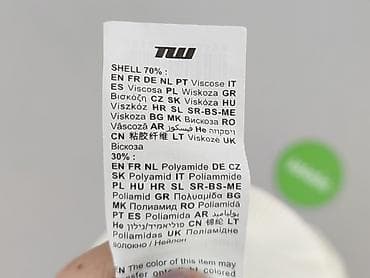 TW
SHELL 70% :
EN FR DE NL PT Viscose IT
ES Viscosa PL Wiskoza GR
Βισκόζη CZ SK Viskóza HU
Viszkóz HR SL SR-BS-ME
Viskoza BG MK Вискоза RO
Vâscoză AR فيسكوز He ויסקוזה
CN 粘胶纤维 LT Viskozė UK
Віскоза
30% :
EN FR NL Polyamide DE CZ
SK Polyamid IT Poliammide
PL HU HR SL SR-BS-ME
Poliamid GR Πολυαμίδα BG
MK Полиамид RO Poliamidă
PT ES Poliamida AR بولياميد
He פוליאמיד/ניילון CN 锦纶 LT
Poliamidas UK Поліамідне
волокно / Нейлон
EN The color of this item may
transfer onto light colored